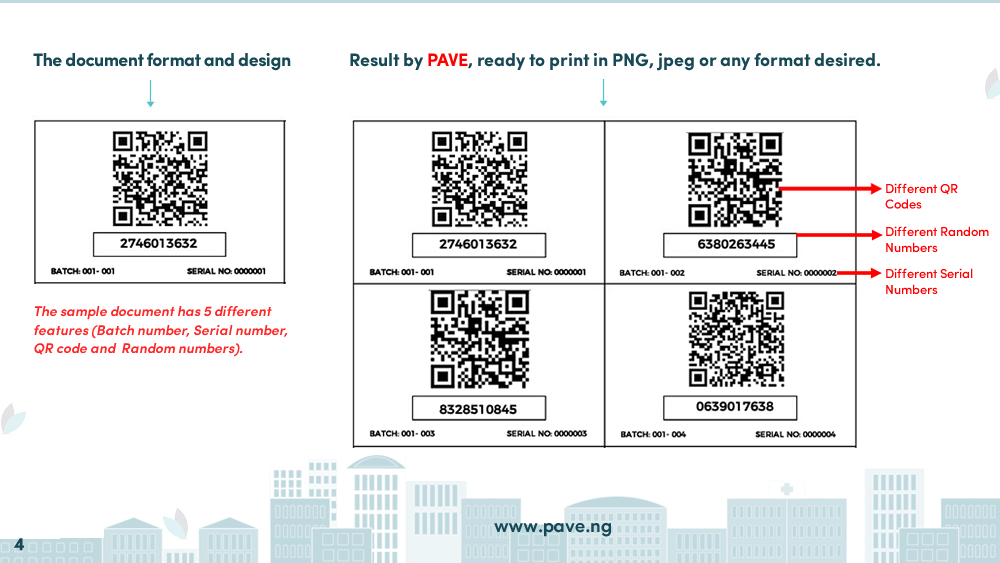 The document format and design
Result by PAVE, ready to print in PNG, jpeg or any format desired.
2746013632
BATCH: 001- 001 SERIAL NO: 0000001
The sample document has 5 different
features (Batch number, Serial number,
QR code and Random numbers).
2746013632
BATCH: 001- 001 SERIAL NO: 0000001
6380263445
BATCH: 001- 002 SERIAL NO: 0000002
Different QR
Codes
Different Random
Numbers
Different Serial
Numbers
8328510845
BATCH: 001- 003 SERIAL NO: 0000003
0639017638
BATCH: 001- 004 SERIAL NO: 0000004
www.pave.ng
4